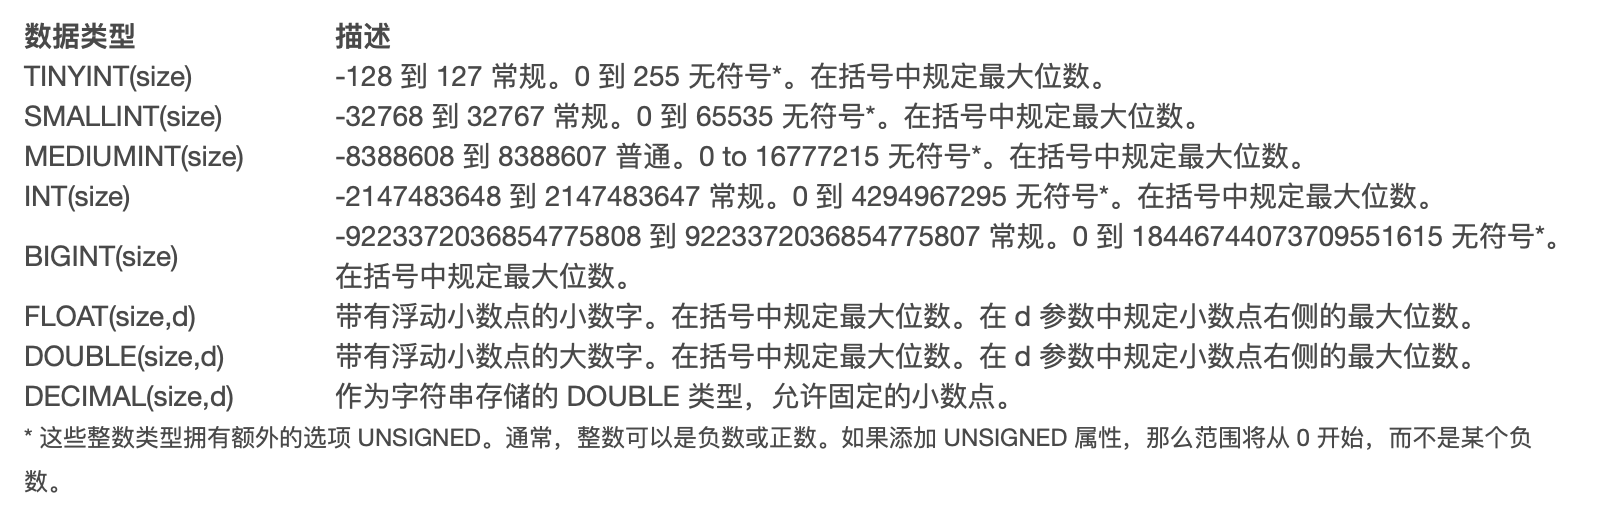 数据类型 描述
TINYINT(size) -128 到 127 常规。0 到 255 无符号*。在括号中规定最大位数。
SMALLINT(size) -32768 到 32767 常规。0 到 65535 无符号*。在括号中规定最大位数。
MEDIUMINT(size) -8388608 到 8388607 普通。0 to 16777215 无符号*。在括号中规定最大位数。
INT(size) -2147483648 到 2147483647 常规。0 到 4294967295 无符号*。在括号中规定最大位数。
BIGINT(size) -9223372036854775808 到 9223372036854775807 常规。0 到 18446744073709551615 无符号*。
在括号中规定最大位数。
FLOAT(size,d) 带有浮动小数点的小数字。在括号中规定最大位数。在 d 参数中规定小数点右侧的最大位数。
DOUBLE(size,d) 带有浮动小数点的大数字。在括号中规定最大位数。在 d 参数中规定小数点右侧的最大位数。
DECIMAL(size,d) 作为字符串存储的 DOUBLE 类型，允许固定的小数点。
* 这些整数类型拥有额外的选项 UNSIGNED。通常，整数可以是负数或正数。如果添加 UNSIGNED 属性，那么范围将从 0 开始，而不是某个负
数。